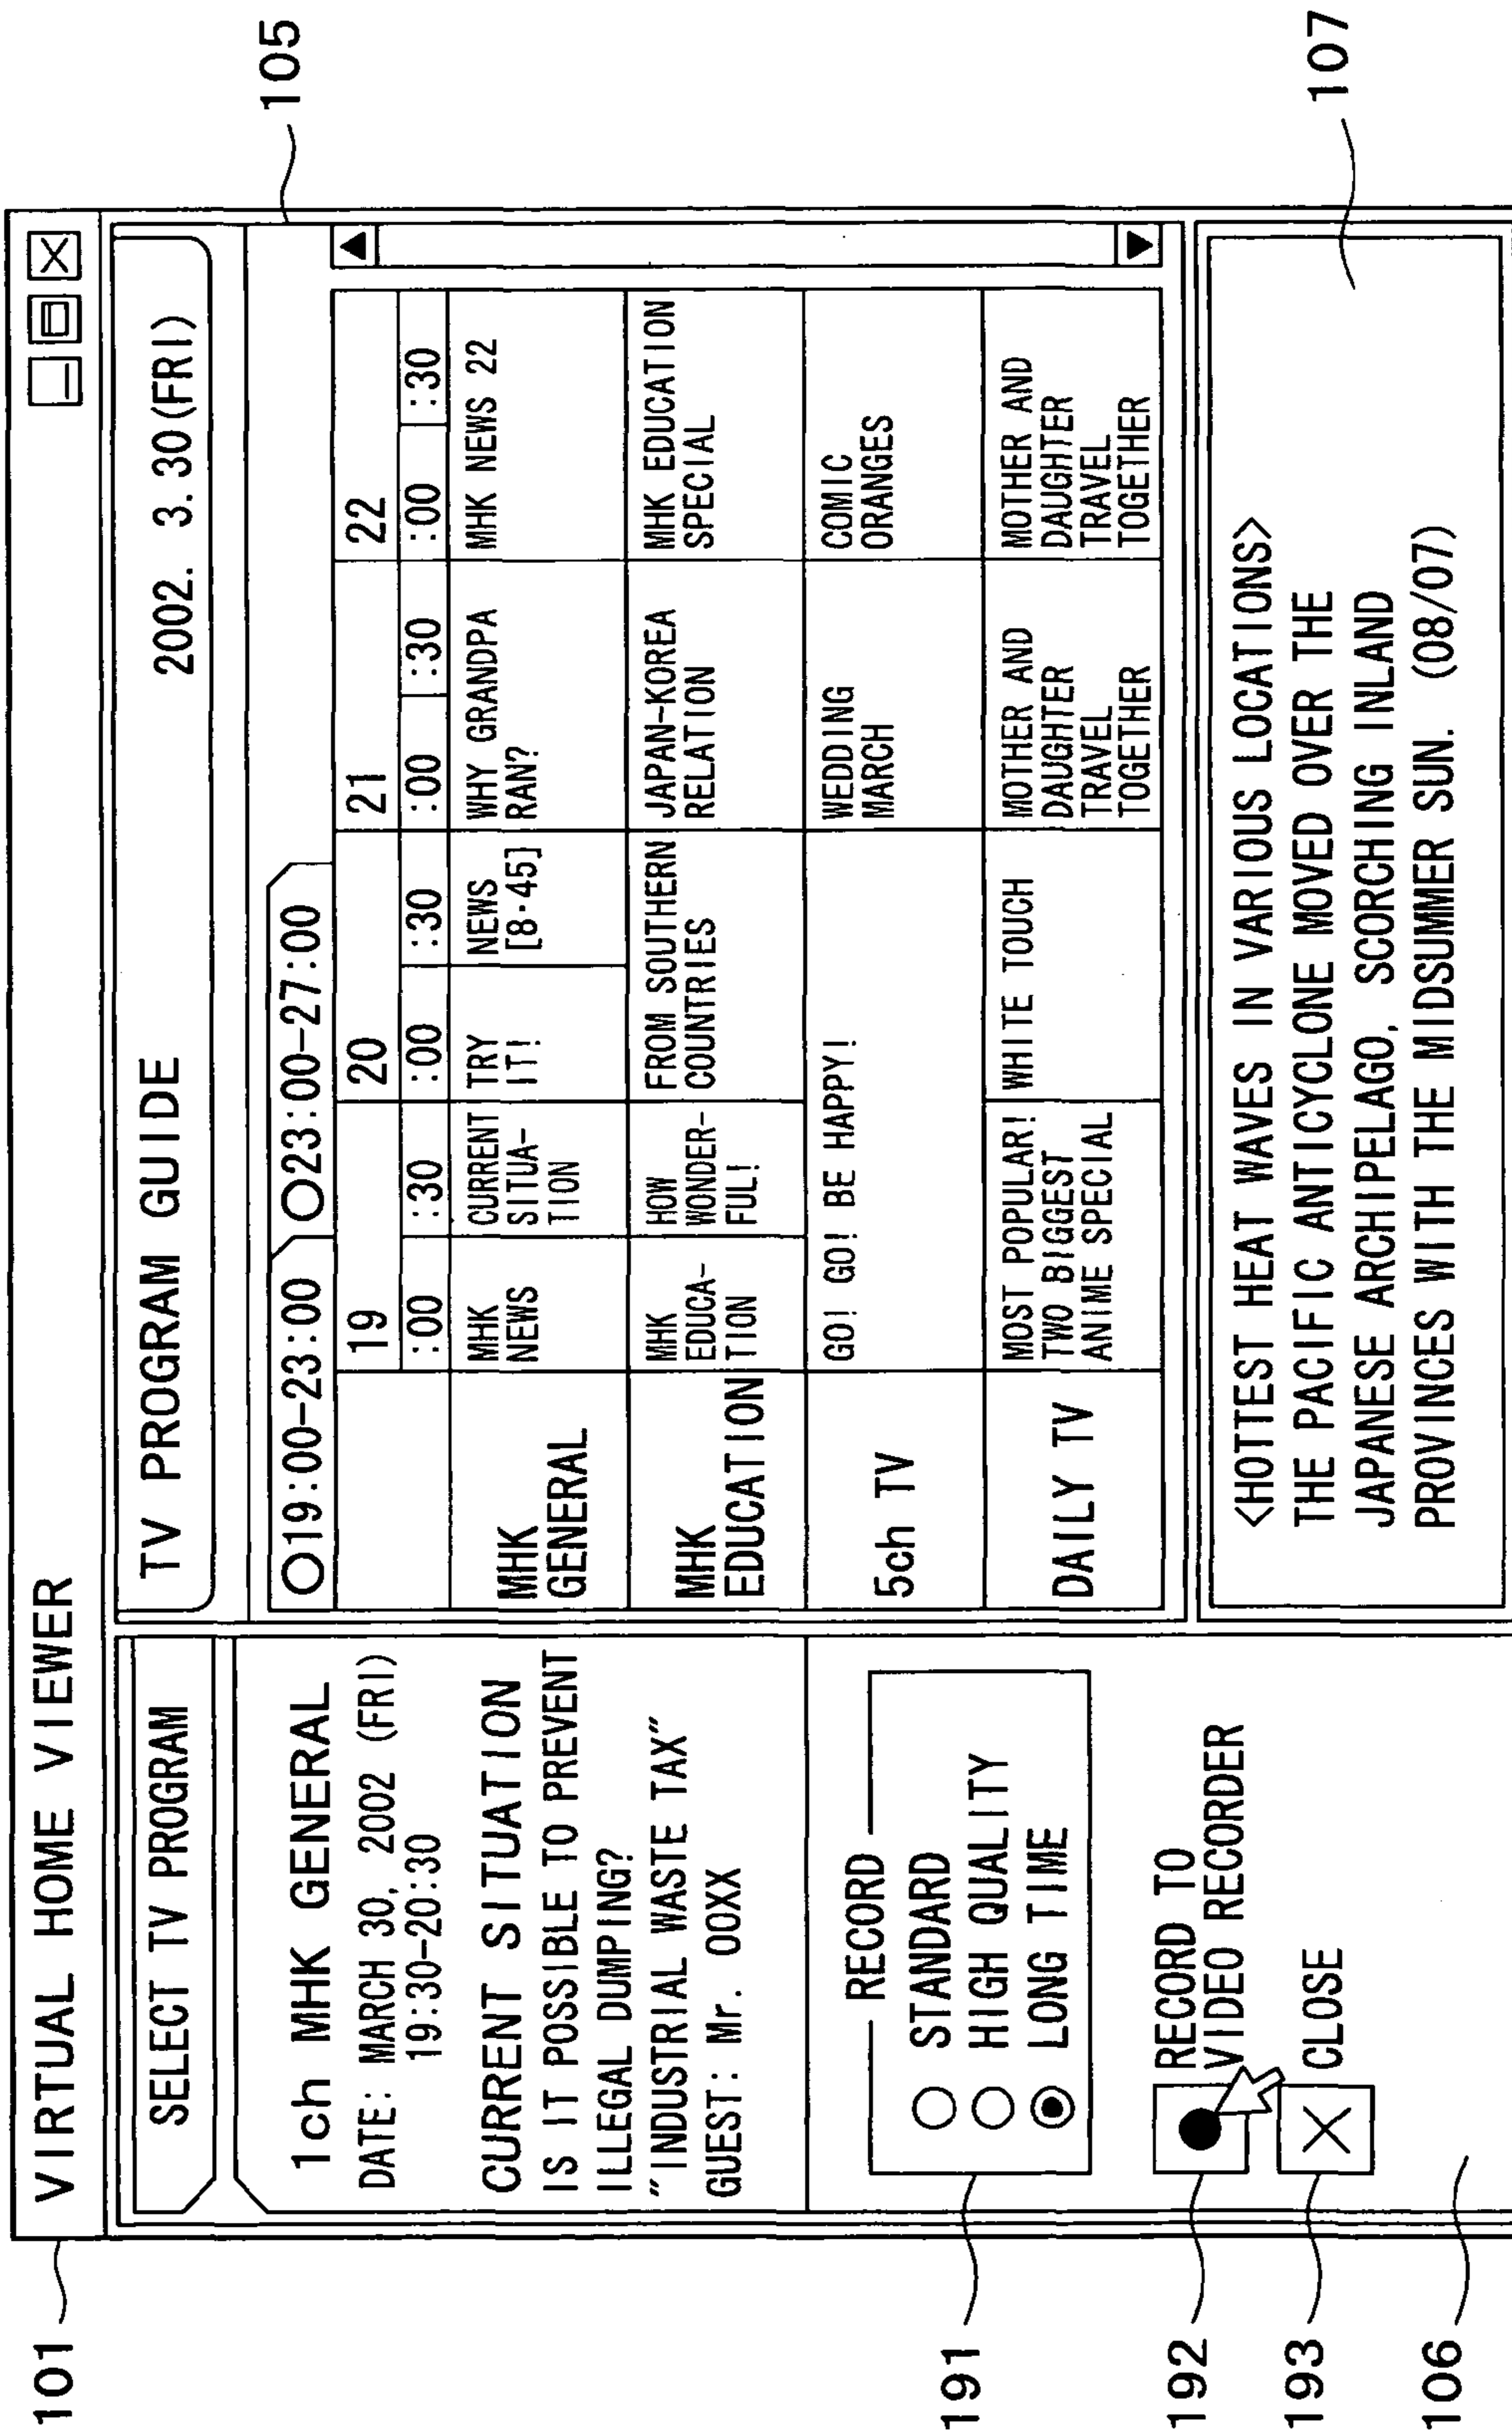 VIRTUAL HOME VIEWER
101
SELECT TV PROGRAM
1ch MHK GENERAL
DATE: MARCH 30, 2002 (FRI)
19:30-20:30
CURRENT SITUATION
IS IT POSSIBLE TO PREVENT
ILLEGAL DUMPING?
"INDUSTRIAL WASTE TAX"
GUEST: Mr. OOXX
RECORD
STANDARD
HIGH QUALITY
LONG TIME
191
RECORD TO
VIDEO RECORDER
192
CLOSE
193
106
TV PROGRAM GUIDE 2002. 3.30(FRI)
105
19:00-23:00 23:00-27:00
19 20 21 22
:00 :30 :00 :30 :00 :30 :00 :30
MHK
GENERAL
MHK
NEWS
CURRENT
SITUA-
TION
TRY
IT!
NEWS
[8·45]
WHY GRANDPA
RAN?
MHK NEWS 22
MHK
EDUCATION
MHK
EDUCA-
TION
HOW
WONDER-
FUL!
FROM SOUTHERN
COUNTRIES
JAPAN-KOREA
RELATION
MHK EDUCATION
SPECIAL
5ch TV
GO! GO! BE HAPPY!
WEDDING
MARCH
COMIC
ORANGES
DAILY TV
MOST POPULAR!
TWO BIGGEST
ANIME SPECIAL
WHITE TOUCH
MOTHER AND
DAUGHTER
TRAVEL
TOGETHER
MOTHER AND
DAUGHTER
TRAVEL
TOGETHER
<HOTTEST HEAT WAVES IN VARIOUS LOCATIONS>
THE PACIFIC ANTICYCLONE MOVED OVER THE
JAPANESE ARCHIPELAGO, SCORCHING INLAND
PROVINCES WITH THE MIDSUMMER SUN. (08/07)
107